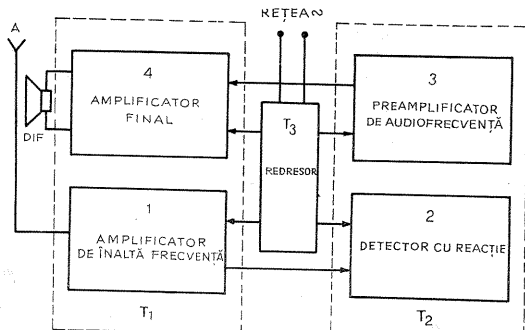 REȚEA ~
A
DIF
4
AMPLIFICATOR
FINAL
3
PREAMPLIFICATOR
DE AUDIOFRECVENȚĂ
T3
REDRESOR
1
AMPLIFICATOR
DE ÎNALTĂ FRECVENȚĂ
2
DETECTOR CU REACȚIE
T1
T2